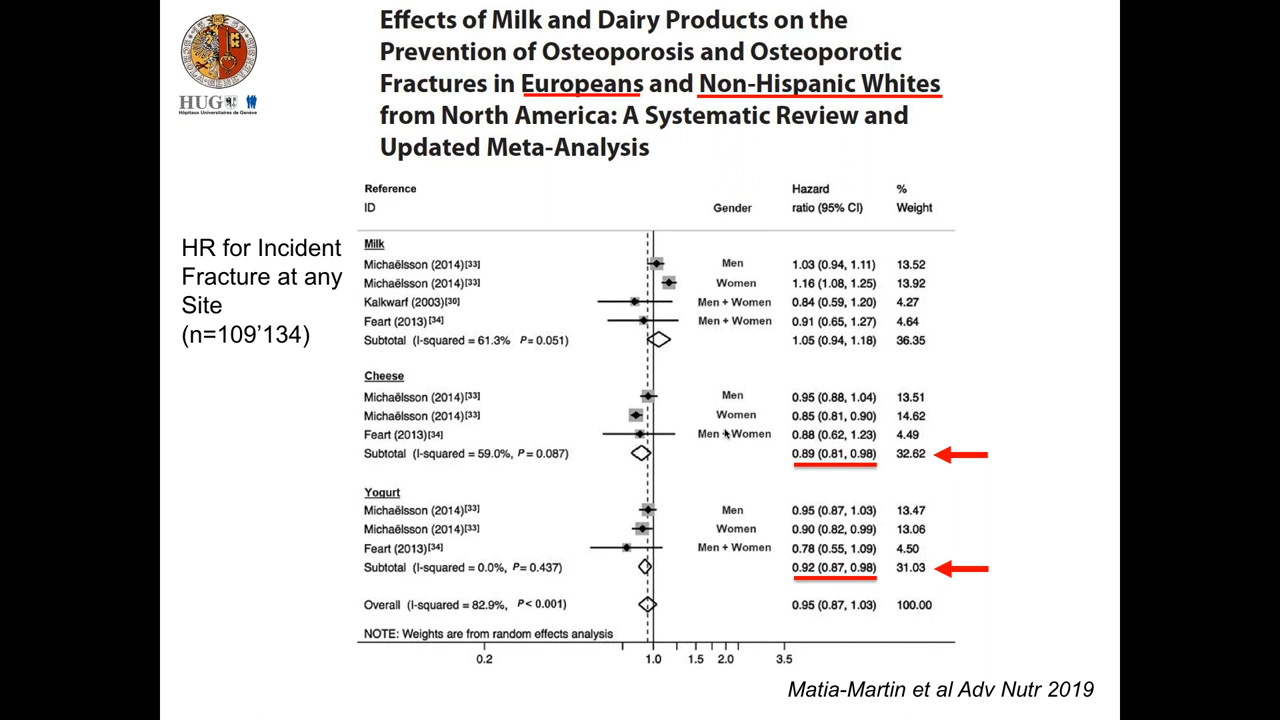 Effects of Milk and Dairy Products on the
Prevention of Osteoporosis and Osteoporotic
Fractures in Europeans and Non-Hispanic Whites
from North America: A Systematic Review and
Updated Meta-Analysis
HUG
Hôpitaux Universitaires de Genève
HR for Incident
Fracture at any
Site
(n=109’134)
Reference Hazard %
ID Gender ratio (95% CI) Weight
Milk
Michaëlsson (2014)[33] Men 1.03 (0.94, 1.11) 13.52
Michaëlsson (2014)[33] Women 1.16 (1.08, 1.25) 13.92
Kalkwarf (2003)[30] Men + Women 0.84 (0.59, 1.20) 4.27
Feart (2013)[34] Men + Women 0.91 (0.65, 1.27) 4.64
Subtotal (I-squared = 61.3% P = 0.051) 1.05 (0.94, 1.18) 36.35
Cheese
Michaëlsson (2014)[33] Men 0.95 (0.88, 1.04) 13.51
Michaëlsson (2014)[33] Women 0.85 (0.81, 0.90) 14.62
Feart (2013)[34] Men + Women 0.88 (0.62, 1.23) 4.49
Subtotal (I-squared = 59.0%, P = 0.087) 0.89 (0.81, 0.98) 32.62
Yogurt
Michaëlsson (2014)[33] Men 0.95 (0.87, 1.03) 13.47
Michaëlsson (2014)[33] Women 0.90 (0.82, 0.99) 13.06
Feart (2013)[34] Men + Women 0.78 (0.55, 1.09) 4.50
Subtotal (I-squared = 0.0%, P = 0.437) 0.92 (0.87, 0.98) 31.03
Overall (I-squared = 82.9%, P < 0.001) 0.95 (0.87, 1.03) 100.00
NOTE: Weights are from random effects analysis
0.2 1.0 1.5 2.0 3.5
Matia-Martin et al Adv Nutr 2019